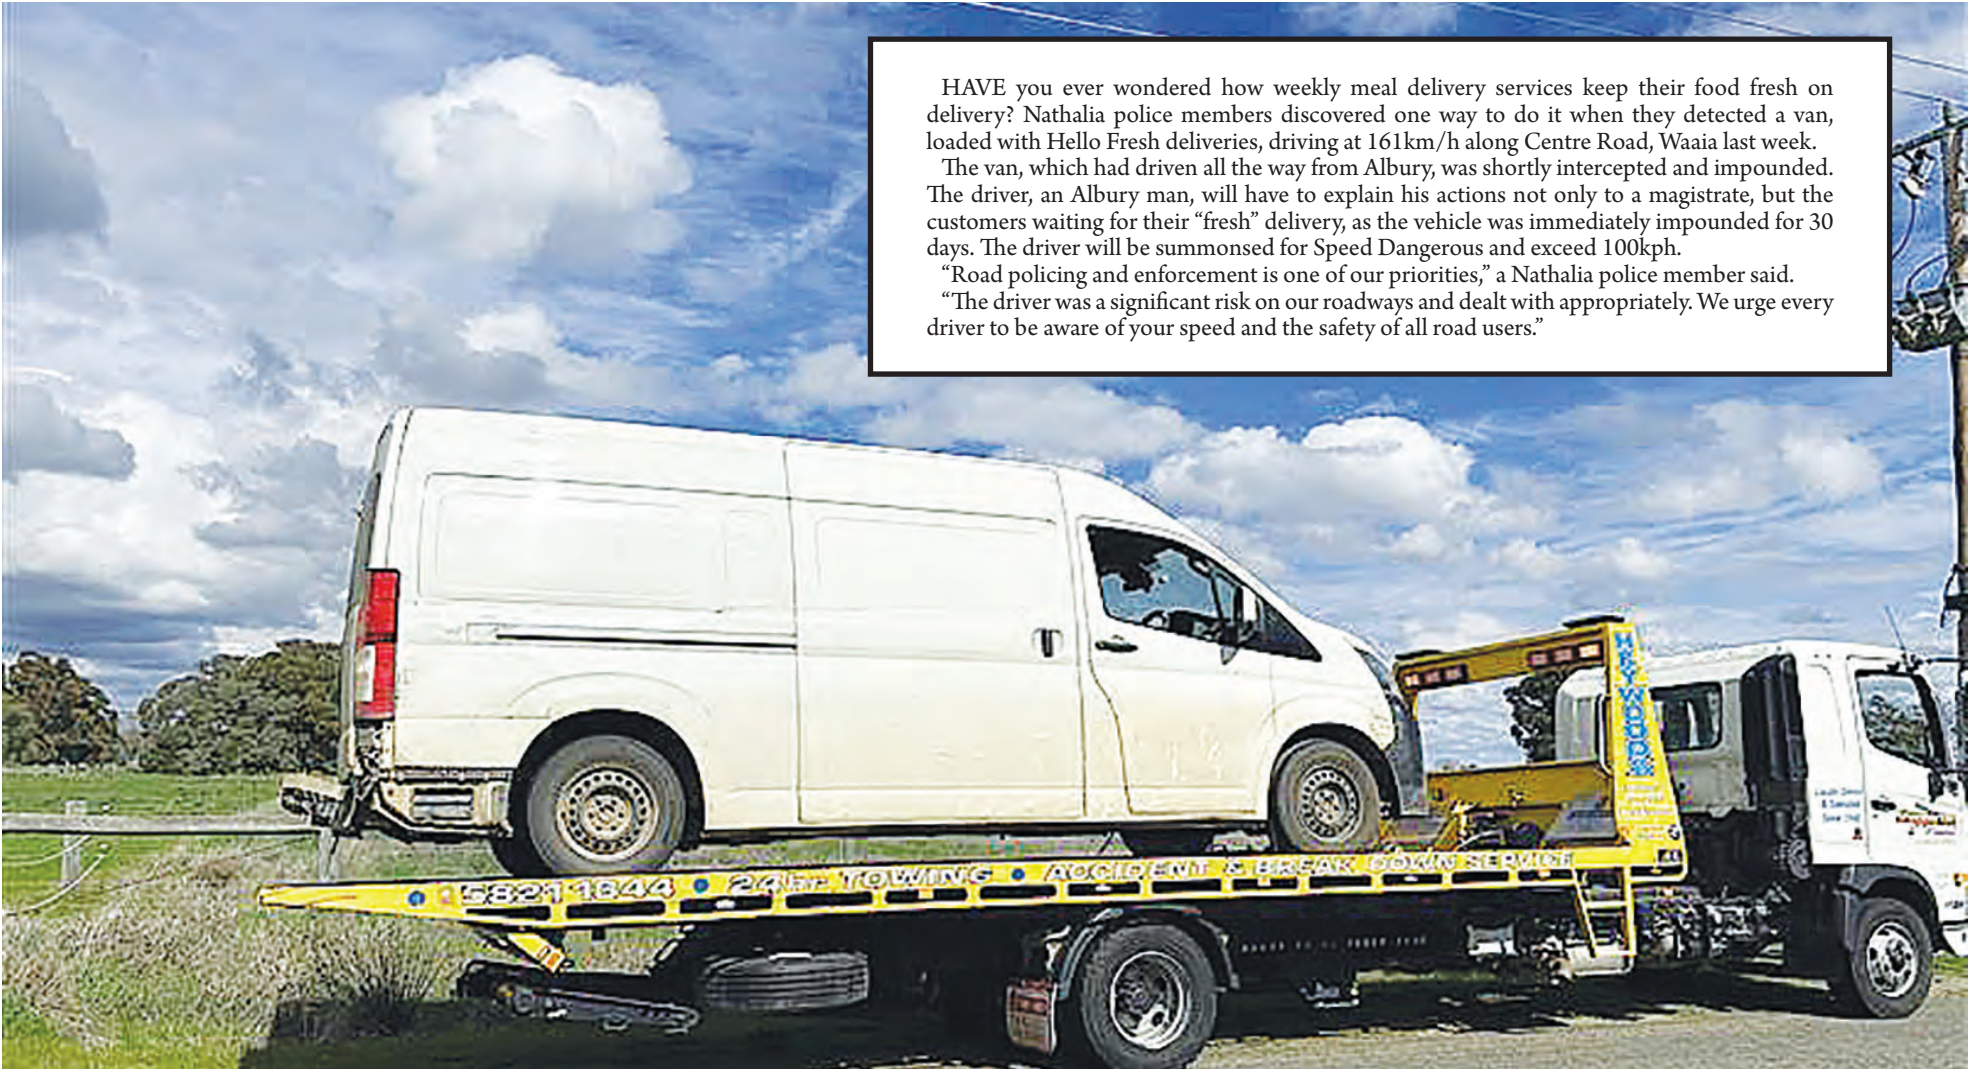 HAVE you ever wondered how weekly meal delivery services keep their food fresh on
delivery? Nathalia police members discovered one way to do it when they detected a van,
loaded with Hello Fresh deliveries, driving at 161km/h along Centre Road, Waaia last week.
The van, which had driven all the way from Albury, was shortly intercepted and impounded.
The driver, an Albury man, will have to explain his actions not only to a magistrate, but the
customers waiting for their “fresh” delivery, as the vehicle was immediately impounded for 30
days. The driver will be summonsed for Speed Dangerous and exceed 100kph.
“Road policing and enforcement is one of our priorities,” a Nathalia police member said.
“The driver was a significant risk on our roadways and dealt with appropriately. We urge every
driver to be aware of your speed and the safety of all road users.”
58211844 • 24hr TOWING • ACCIDENT & BREAK DOWN SERVICE